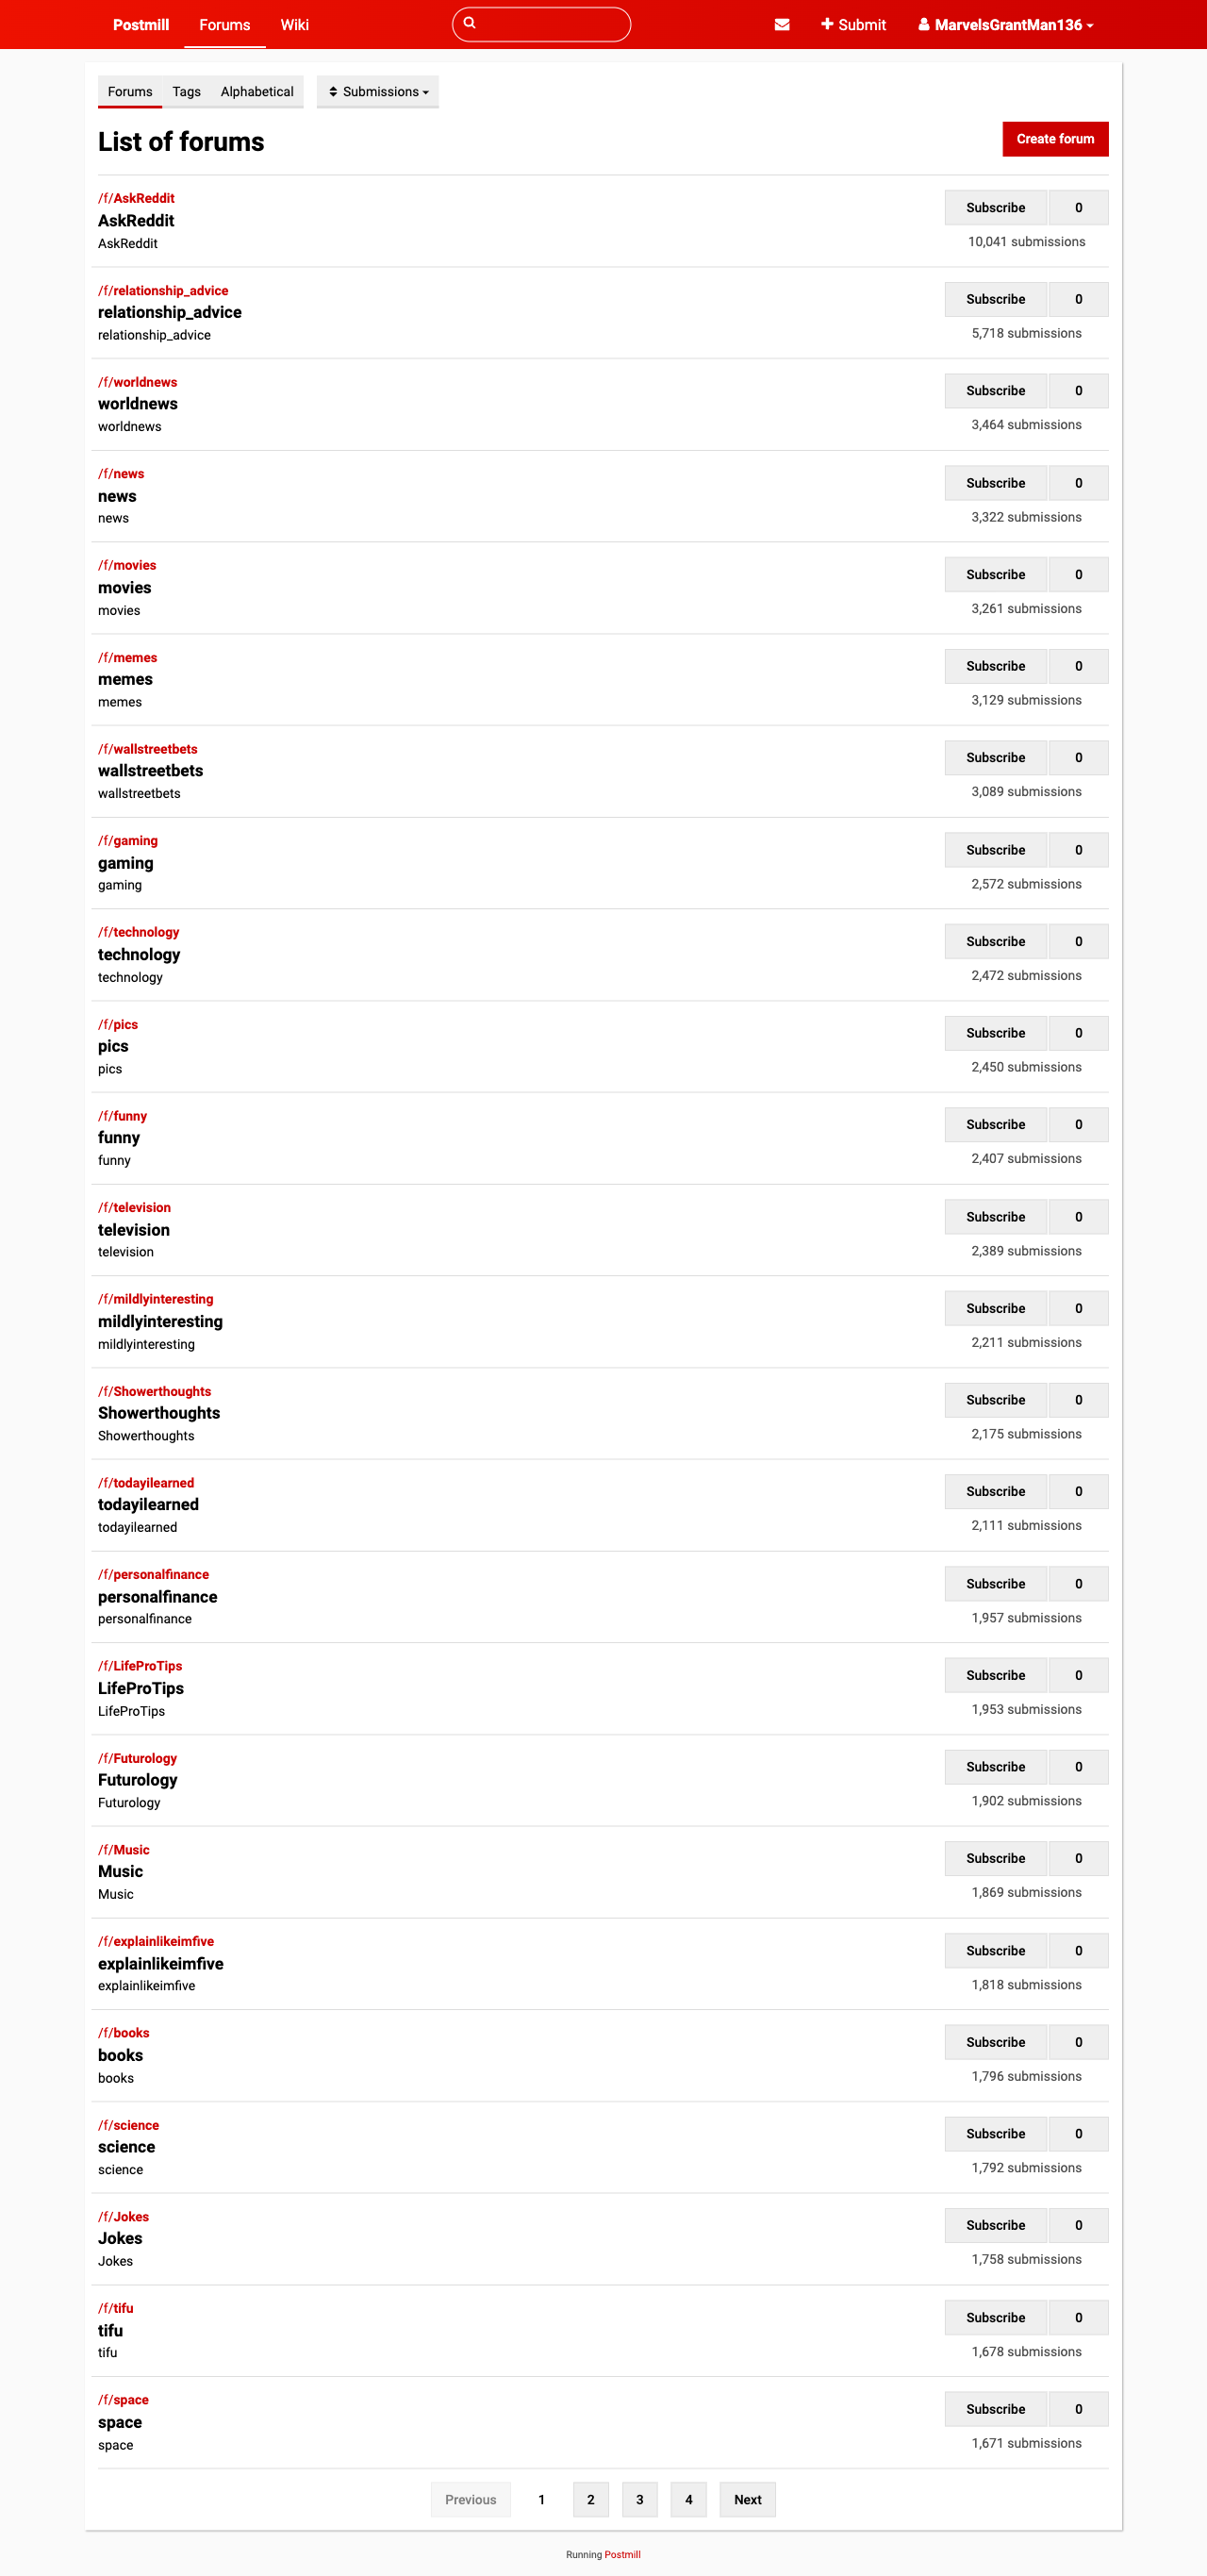 Postmill Forums Wiki Submit MarvelsGrantMan136
Forums Tags Alphabetical Submissions
List of forums Create forum
/f/AskReddit
AskReddit
AskReddit
Subscribe 0
10,041 submissions
/f/relationship_advice
relationship_advice
relationship_advice
Subscribe 0
5,718 submissions
/f/worldnews
worldnews
worldnews
Subscribe 0
3,464 submissions
/f/news
news
news
Subscribe 0
3,322 submissions
/f/movies
movies
movies
Subscribe 0
3,261 submissions
/f/memes
memes
memes
Subscribe 0
3,129 submissions
/f/wallstreetbets
wallstreetbets
wallstreetbets
Subscribe 0
3,089 submissions
/f/gaming
gaming
gaming
Subscribe 0
2,572 submissions
/f/technology
technology
technology
Subscribe 0
2,472 submissions
/f/pics
pics
pics
Subscribe 0
2,450 submissions
/f/funny
funny
funny
Subscribe 0
2,407 submissions
/f/television
television
television
Subscribe 0
2,389 submissions
/f/mildlyinteresting
mildlyinteresting
mildlyinteresting
Subscribe 0
2,211 submissions
/f/Showerthoughts
Showerthoughts
Showerthoughts
Subscribe 0
2,175 submissions
/f/todayilearned
todayilearned
todayilearned
Subscribe 0
2,111 submissions
/f/personalfinance
personalfinance
personalfinance
Subscribe 0
1,957 submissions
/f/LifeProTips
LifeProTips
LifeProTips
Subscribe 0
1,953 submissions
/f/Futurology
Futurology
Futurology
Subscribe 0
1,902 submissions
/f/Music
Music
Music
Subscribe 0
1,869 submissions
/f/explainlikeimfive
explainlikeimfive
explainlikeimfive
Subscribe 0
1,818 submissions
/f/books
books
books
Subscribe 0
1,796 submissions
/f/science
science
science
Subscribe 0
1,792 submissions
/f/Jokes
Jokes
Jokes
Subscribe 0
1,758 submissions
/f/tifu
tifu
tifu
Subscribe 0
1,678 submissions
/f/space
space
space
Subscribe 0
1,671 submissions
Previous 1 2 3 4 Next
Running Postmill